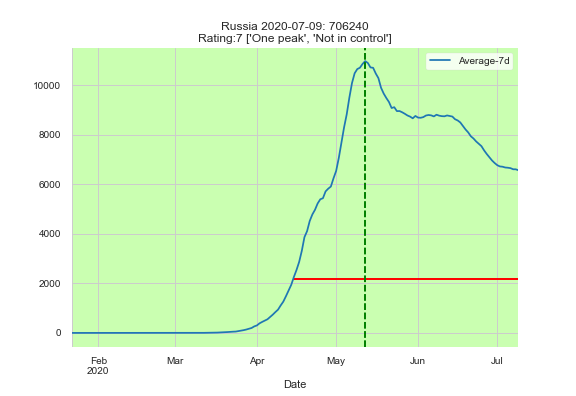 Russia 2020-07-09: 706240
Rating:7 ['One peak', 'Not in control']
Average-7d
10000
8000
6000
4000
2000
0
Feb
2020
Mar
Apr
May
Jun
Jul
Date